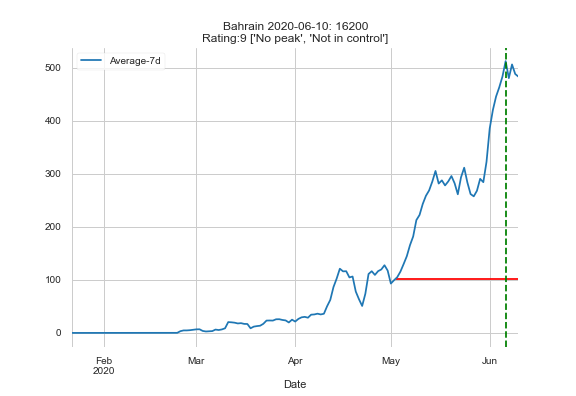 Bahrain 2020-06-10: 16200
Rating:9 ['No peak', 'Not in control']
Average-7d
500
400
300
200
100
0
Feb
2020
Mar
Apr
May
Jun
Date